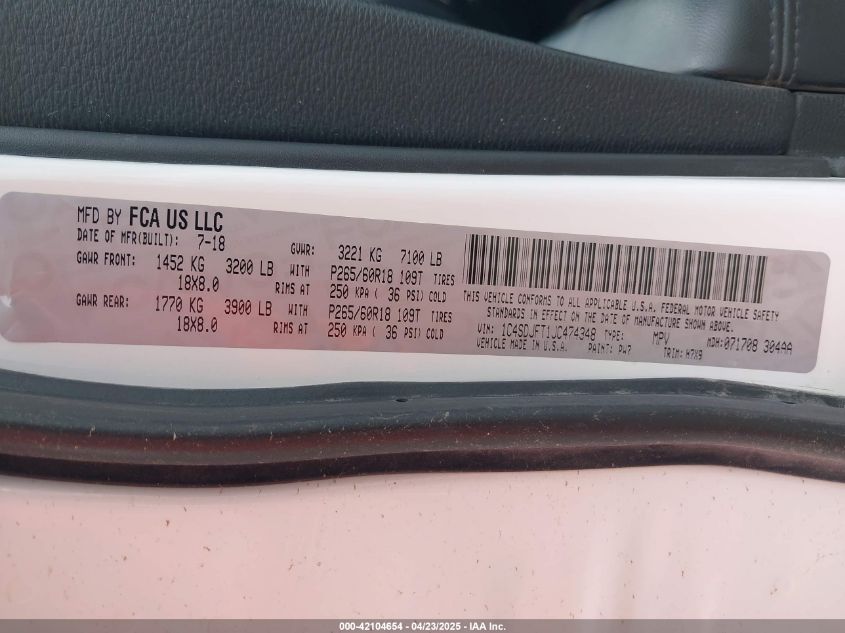 MFD BY FCA US LLC
DATE OF MFR(BUILT): 7-18 GVWR: 3221 KG 7100 LB
GAWR FRONT: 1452 KG 3200 LB WITH P265/60R18 109T TIRES
18X8.0 RIMS AT 250 KPA ( 36 PSI) COLD
GAWR REAR: 1770 KG 3900 LB WITH P265/60R18 109T TIRES
18X8.0 RIMS AT 250 KPA ( 36 PSI) COLD
THIS VEHICLE CONFORMS TO ALL APPLICABLE U.S.A. FEDERAL MOTOR VEHICLE SAFETY
STANDARDS IN EFFECT ON THE DATE OF MANUFACTURE SHOWN ABOVE.
VIN: 1C4SDJFT1JC474348 TYPE: MPV MDH:071708 304AA
VEHICLE MADE IN U.S.A. PAINT: PW7 TRIM: H7X9
000-42104654 - 04/23/2025 - IAA Inc.